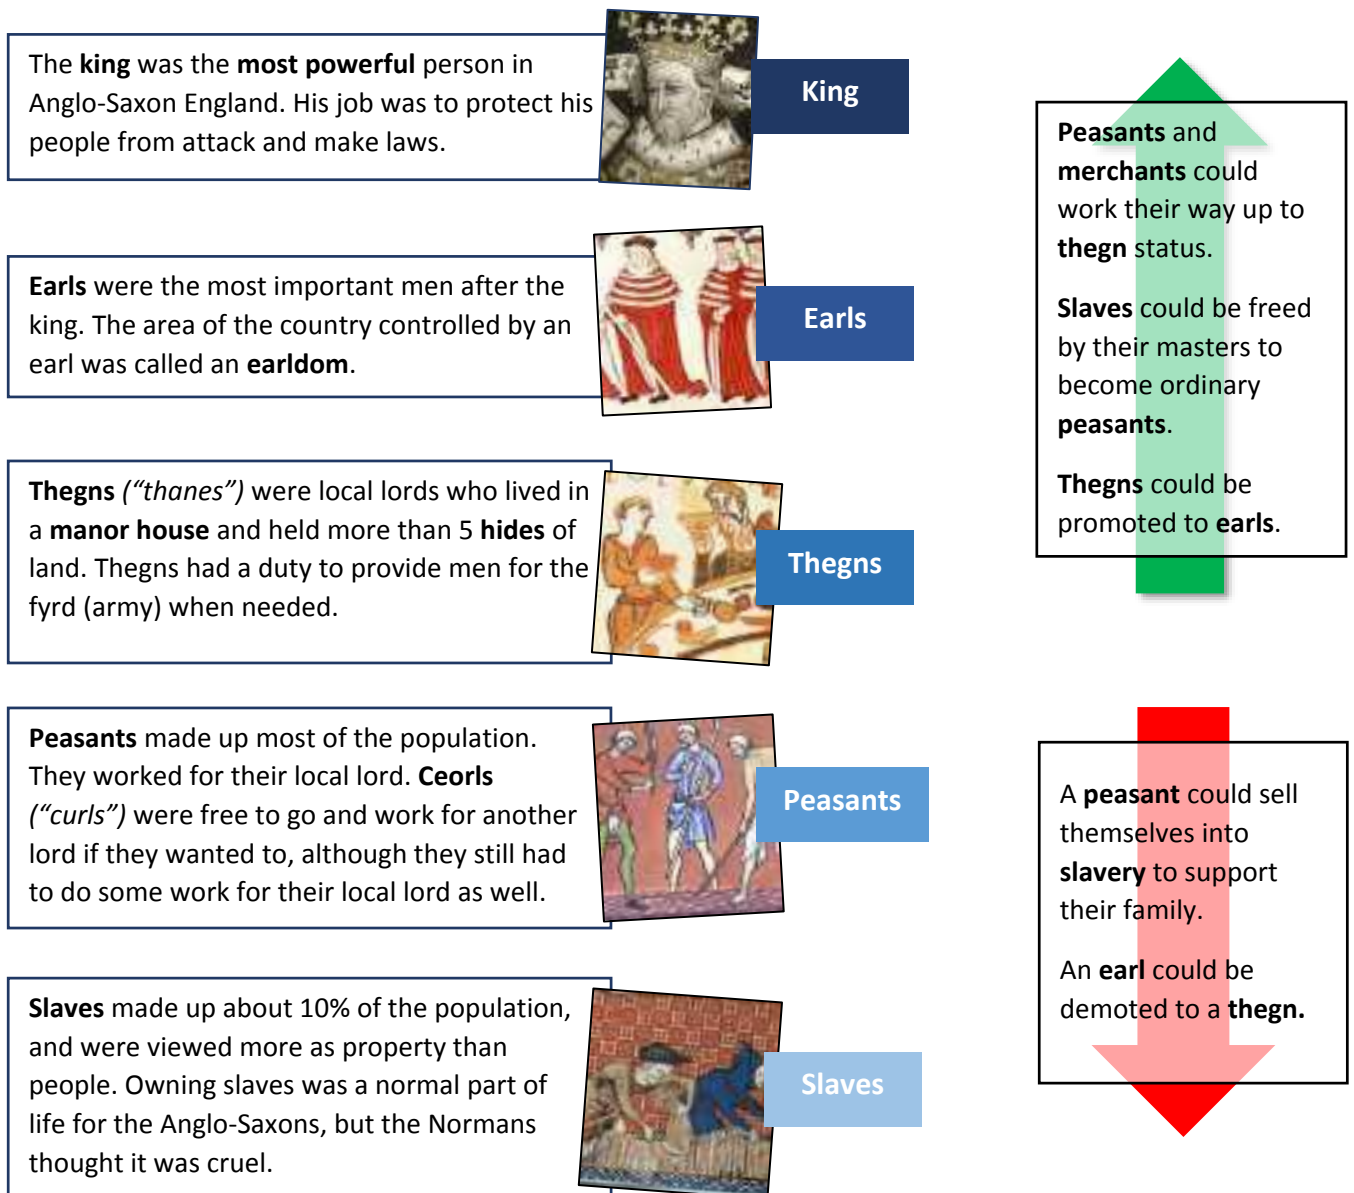 The king was the most powerful person in
Anglo-Saxon England. His job was to protect his
people from attack and make laws.
King
Earls were the most important men after the
king. The area of the country controlled by an
earl was called an earldom.
Earls
Thegns (“thanes”) were local lords who lived in
a manor house and held more than 5 hides of
land. Thegns had a duty to provide men for the
fyrd (army) when needed.
Thegns
Peasants made up most of the population.
They worked for their local lord. Ceorls
(“curls”) were free to go and work for another
lord if they wanted to, although they still had
to do some work for their local lord as well.
Peasants
Slaves made up about 10% of the population,
and were viewed more as property than
people. Owning slaves was a normal part of
life for the Anglo-Saxons, but the Normans
thought it was cruel.
Slaves
Peasants and
merchants could
work their way up to
thegn status.
Slaves could be freed
by their masters to
become ordinary
peasants.
Thegns could be
promoted to earls.
A peasant could sell
themselves into
slavery to support
their family.
An earl could be
demoted to a thegn.